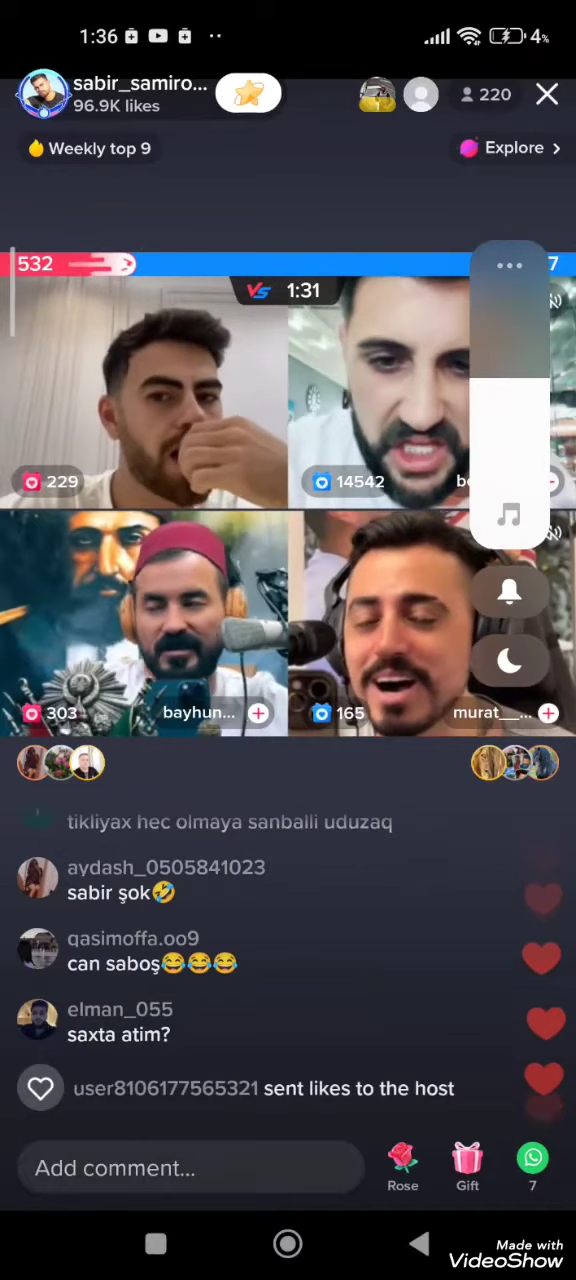 1:36
4%
sabir_samiro...
96.9K likes
220
Weekly top 9
Explore >
532
7
VS 1:31
229
14542
303
bayhun...
165
murat__...
tikliyax hec olmaya sanballi uduzaq
aydash_0505841023
sabir şok🤣
qasimoffa.oo9
can saboş😂😂😂
elman_055
saxta atim?
user8106177565321 sent likes to the host
Add comment...
Rose
Gift
7
Made with
VideoShow